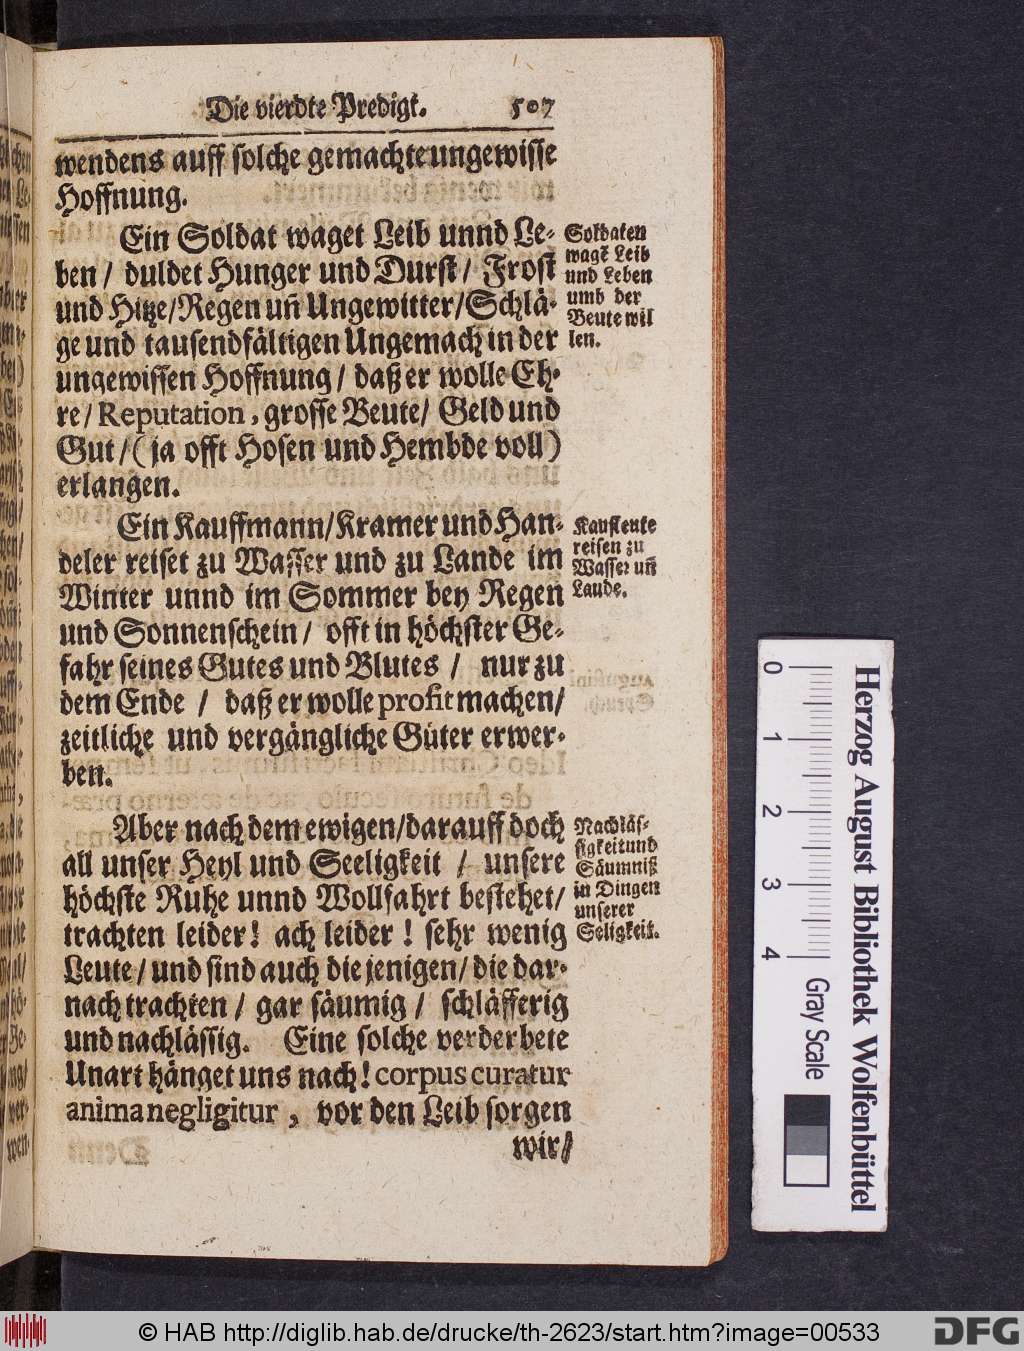 Die vierdte Predigt. 507
wendens auff solche gemachte ungewisse
Hoffnung.
Ein Soldat waget Leib unnd Le-
ben / duldet Hunger und Durst / Frost
und Hitze / Regen uñ Ungewitter / Schlä-
ge und tausendfältigen Ungemach in der
ungewissen Hoffnung / daß er wolle Eh-
re / Reputation, grosse Beute / Geld und
Gut / (ja offt Hosen und Hembde voll)
erlangen.
Soldaten
wagẽ Leib
und Leben
umb der
Beute wil
len.
Ein Kauffmann / Kramer und Han-
deler reiset zu Wasser und zu Lande im
Winter unnd im Sommer bey Regen
und Sonnenschein / offt in höchster Ge-
fahr seines Gutes und Blutes / nur zu
dem Ende / daß er wolle profit machen /
zeitliche und vergängliche Güter erwer-
ben.
Kaufleute
reisen zu
Wasser uñ
Lande.
Aber nach dem ewigen / darauff doch
all unser Heyl und Seeligkeit / unsere
höchste Ruhe unnd Wollfahrt bestehet /
trachten leider! ach leider! sehr wenig
Leute / und sind auch die jenigen / die dar-
nach trachten / gar säumig / schläfferig
und nachlässig. Eine solche verderbete
Unart hänget uns nach! corpus curatur
anima negligitur, vor den Leib sorgen
wir /
Nachläs-
sigkeit und
Säumniß
in Dingen
unserer
Seligkeit.
Herzog August Bibliothek Wolfenbüttel
0 1 2 3 4 Gray Scale
© HAB http://diglib.hab.de/drucke/th-2623/start.htm?image=00533
DFG